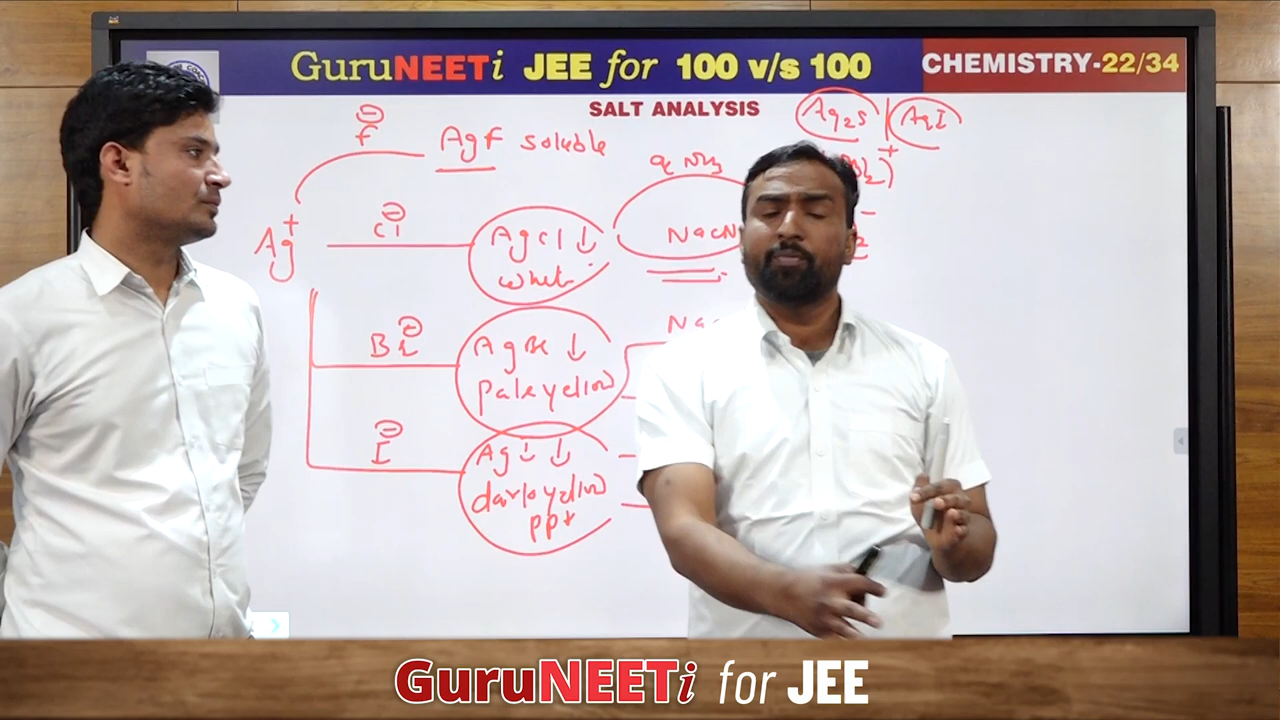 GuruNEETi JEE for 100 v/s 100
CHEMISTRY-22/34
SALT ANALYSIS
Ag2S | AgI
F⊖
AgF soluble
aq NH3
Ag+
Cl⊖
AgCl ↓
white
Br⊖
AgBr ↓
pale yellow
I⊖
AgI ↓
dark yellow
ppt
GuruNEETi for JEE